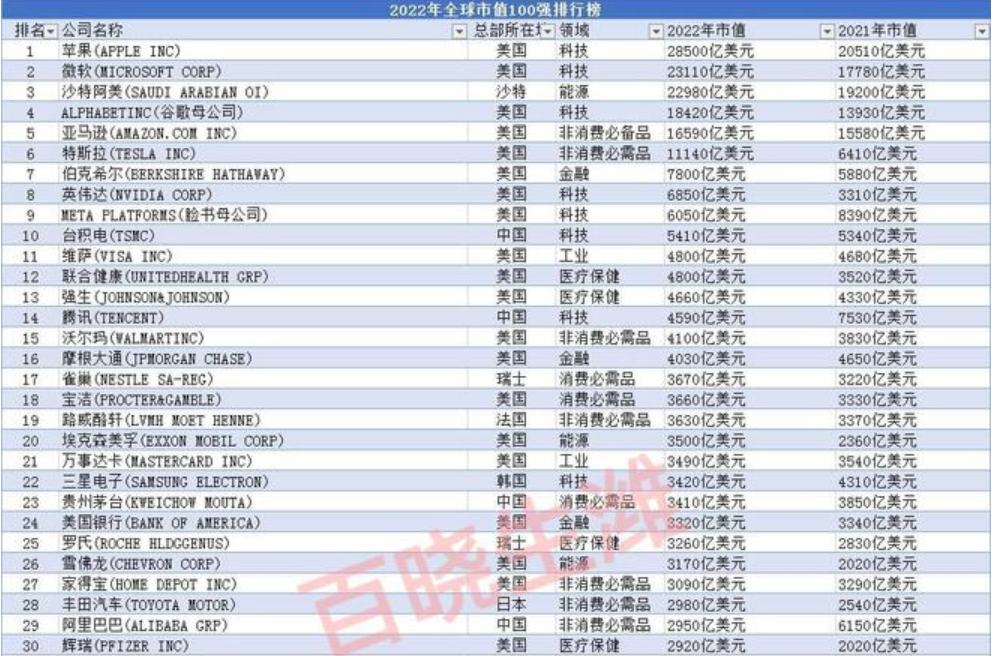 2022年全球市值100强排行榜
排名 公司名称 总部所在 领域 2022年市值 2021年市值
1 苹果(APPLE INC) 美国 科技 28500亿美元 20510亿美元
2 微软(MICROSOFT CORP) 美国 科技 23110亿美元 17780亿美元
3 沙特阿美(SAUDI ARABIAN OI) 沙特 能源 22980亿美元 19200亿美元
4 ALPHABETINC(谷歌母公司) 美国 科技 18420亿美元 13930亿美元
5 亚马逊(AMAZON.COM INC) 美国 非消费必备品 16590亿美元 15580亿美元
6 特斯拉(TESLA INC) 美国 非消费必需品 11140亿美元 6410亿美元
7 伯克希尔(BERKSHIRE HATHAWAY) 美国 金融 7800亿美元 5880亿美元
8 英伟达(NVIDIA CORP) 美国 科技 6850亿美元 3310亿美元
9 META PLATFORMS(脸书母公司) 美国 科技 6050亿美元 8390亿美元
10 台积电(TSMC) 中国 科技 5410亿美元 5340亿美元
11 维萨(VISA INC) 美国 工业 4800亿美元 4680亿美元
12 联合健康(UNITEDHEALTH GRP) 美国 医疗保健 4800亿美元 3520亿美元
13 强生(JOHNSON&JOHNSON) 美国 医疗保健 4660亿美元 4330亿美元
14 腾讯(TENCENT) 中国 科技 4590亿美元 7530亿美元
15 沃尔玛(WALMARTINC) 美国 非消费必需品 4100亿美元 3830亿美元
16 摩根大通(JPMORGAN CHASE) 美国 金融 4030亿美元 4650亿美元
17 雀巢(NESTLE SA-REG) 瑞士 消费必需品 3670亿美元 3220亿美元
18 宝洁(PROCTER&GAMBLE) 美国 消费必需品 3660亿美元 3330亿美元
19 路威酩轩(LVMH MOET HENNE) 法国 非消费必需品 3630亿美元 3370亿美元
20 埃克森美孚(EXXON MOBIL CORP) 美国 能源 3500亿美元 2360亿美元
21 万事达卡(MASTERCARD INC) 美国 工业 3490亿美元 3540亿美元
22 三星电子(SAMSUNG ELECTRON) 韩国 科技 3420亿美元 4310亿美元
23 贵州茅台(KWEICHOW MOUTA) 中国 消费必需品 3410亿美元 3850亿美元
24 美国银行(BANK OF AMERICA) 美国 金融 3320亿美元 3340亿美元
25 罗氏(ROCHE HLDGGENUS) 瑞士 医疗保健 3260亿美元 2830亿美元
26 雪佛龙(CHEVRON CORP) 美国 能源 3170亿美元 2020亿美元
27 家得宝(HOME DEPOT INC) 美国 非消费必需品 3090亿美元 3290亿美元
28 丰田汽车(TOYOTA MOTOR) 日本 非消费必需品 2980亿美元 2540亿美元
29 阿里巴巴(ALIBABA GRP) 中国 非消费必需品 2950亿美元 6150亿美元
30 辉瑞(PFIZER INC) 美国 医疗保健 2920亿美元 2020亿美元
百晓生潍